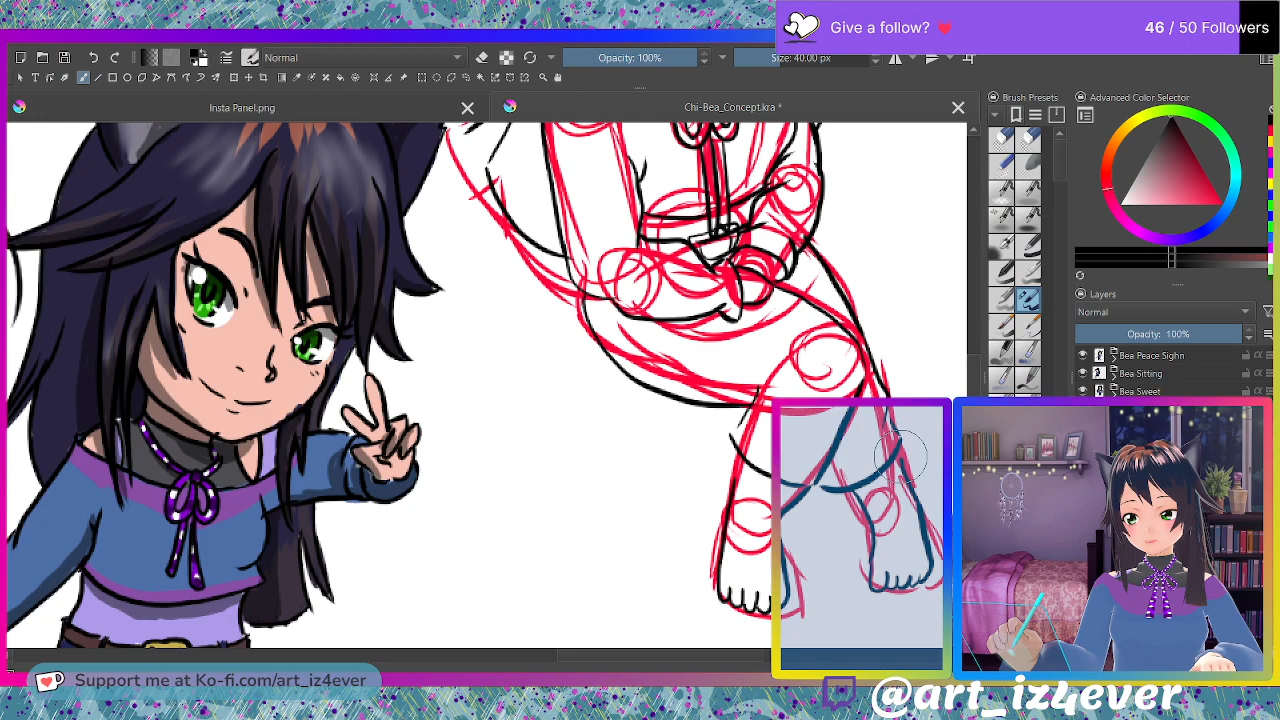 Give a follow?
46 / 50 Followers
Normal
Opacity: 100%
Size: 40.00 px
Insta Panel.png
Chi-Bea_Concept.kra *
Brush Presets
Advanced Color Selector
Layers
Normal
Opacity: 100%
Bea Peace Sighn
Bea Sitting
Bea Sweet
Support me at Ko-fi.com/art_iz4ever
@art_iz4ever